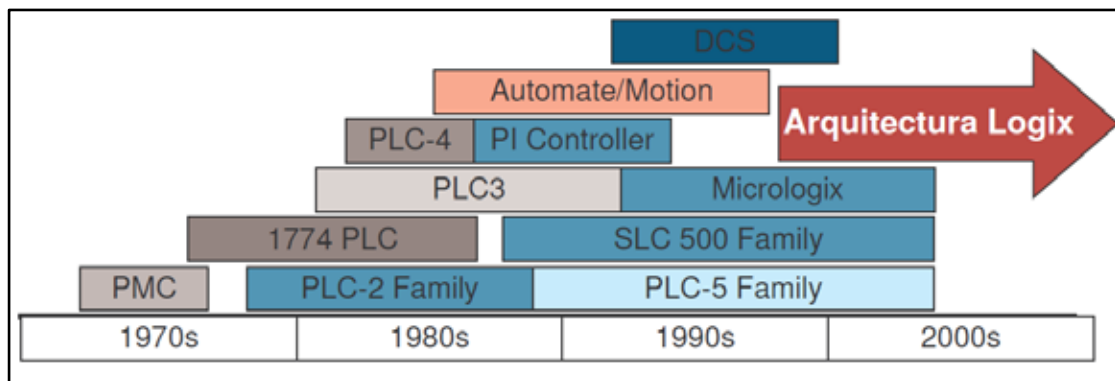 DCS
Automate/Motion
Arquitectura Logix
PLC-4 PI Controller
PLC3 Micrologix
1774 PLC SLC 500 Family
PMC PLC-2 Family PLC-5 Family
1970s 1980s 1990s 2000s